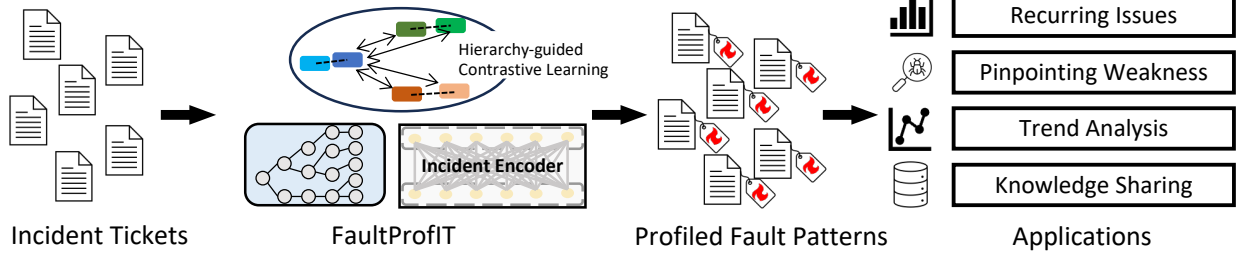 Hierarchy-guided
Contrastive Learning
Incident Encoder
Recurring Issues
Pinpointing Weakness
Trend Analysis
Knowledge Sharing
Incident Tickets
FaultProfIT
Profiled Fault Patterns
Applications